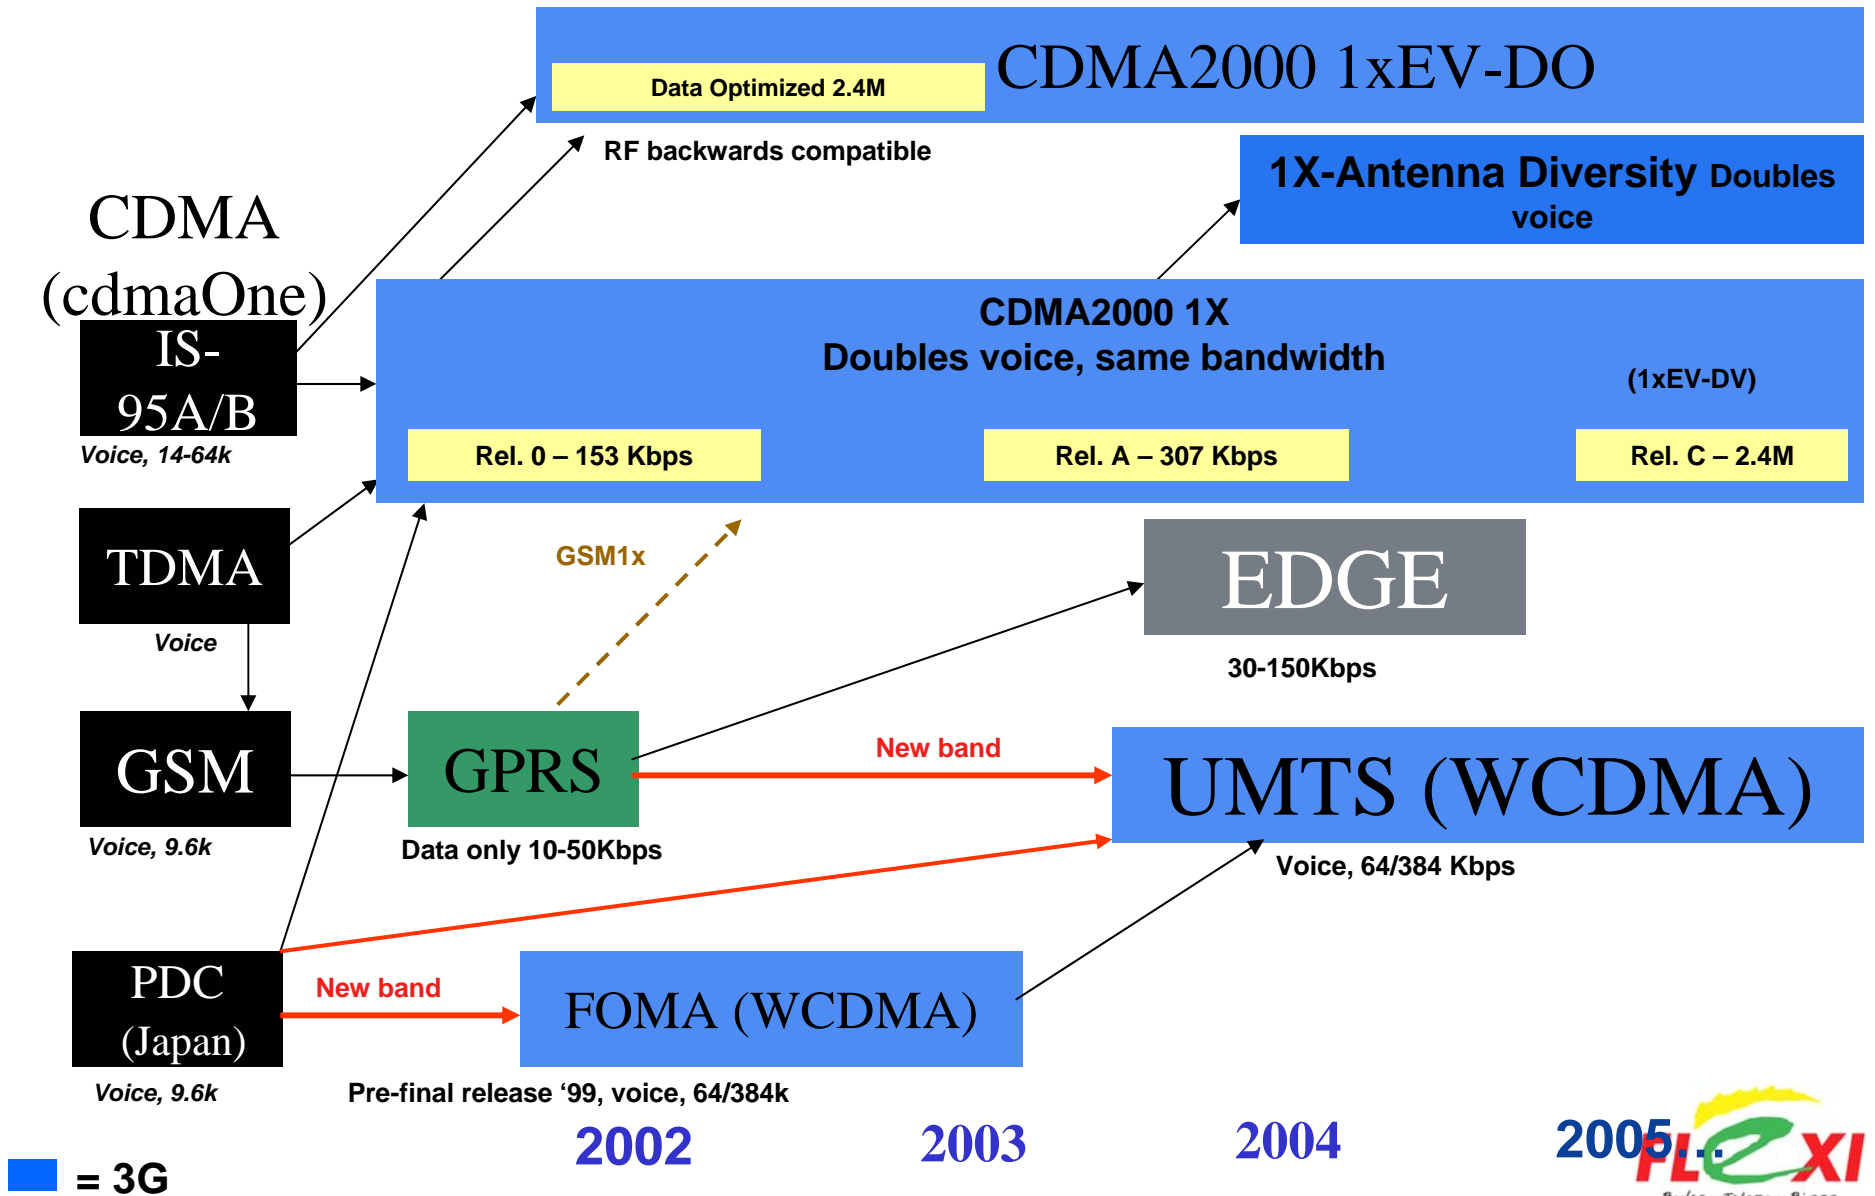 CDMA2000 1xEV-DO
Data Optimized 2.4M
RF backwards compatible
1X-Antenna Diversity Doubles
voice
CDMA
(cdmaOne)
IS-
95A/B
Voice, 14-64k
CDMA2000 1X
Doubles voice, same bandwidth
(1xEV-DV)
Rel. 0 – 153 Kbps
Rel. A – 307 Kbps
Rel. C – 2.4M
TDMA
Voice
GSM1x
EDGE
30-150Kbps
GSM
Voice, 9.6k
GPRS
Data only 10-50Kbps
New band
UMTS (WCDMA)
Voice, 64/384 Kbps
PDC
(Japan)
Voice, 9.6k
New band
FOMA (WCDMA)
Pre-final release ‘99, voice, 64/384k
2002
2003
2004
2005...
FLeXI
= 3G